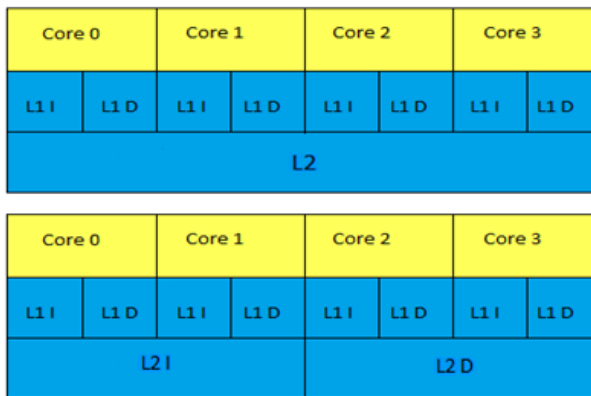 Core 0 Core 1 Core 2 Core 3
L1 I L1 D L1 I L1 D L1 I L1 D L1 I L1 D
L2
Core 0 Core 1 Core 2 Core 3
L1 I L1 D L1 I L1 D L1 I L1 D L1 I L1 D
L2 I L2 D